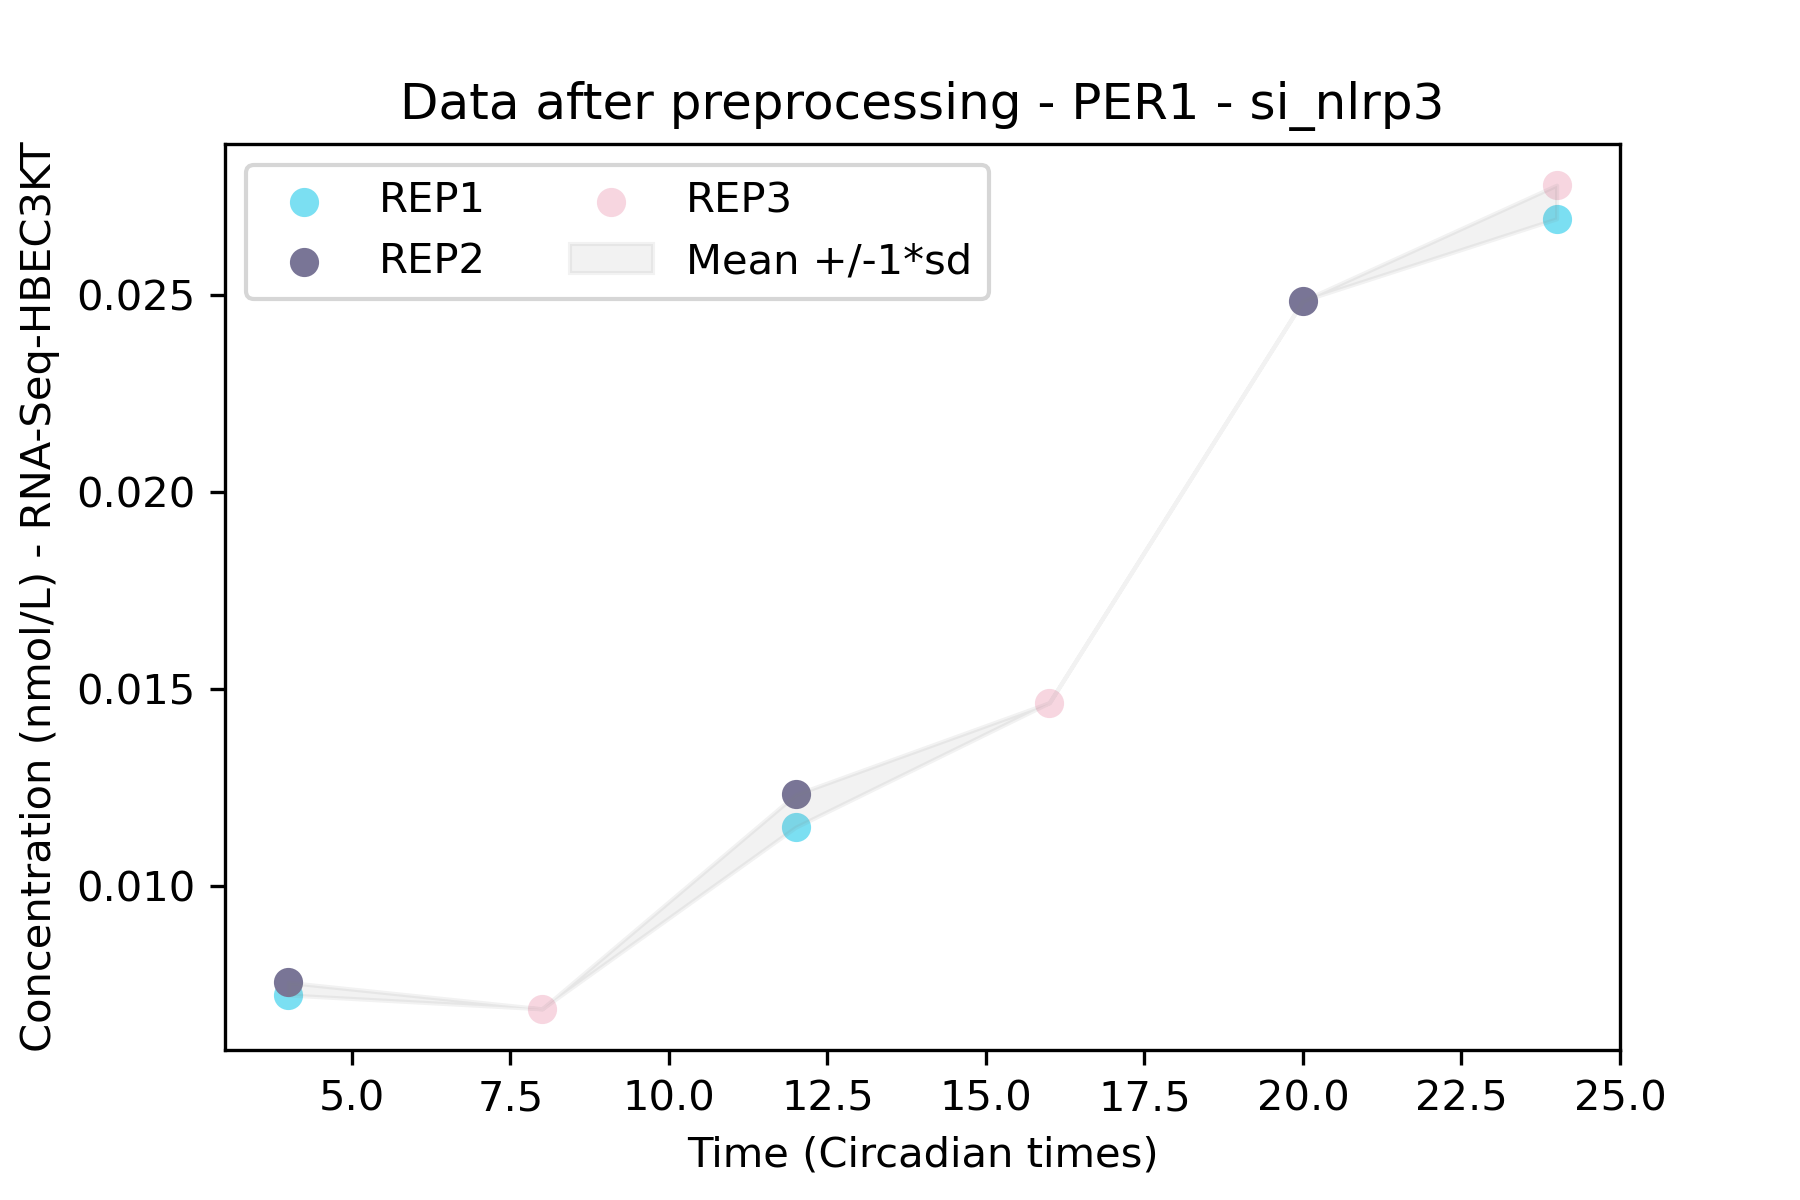 Data after preprocessing - PER1 - si_nlrp3
Concentration (nmol/L) - RNA-Seq-HBEC3KT
REP1
REP2
REP3
Mean +/-1*sd
0.025
0.020
0.015
0.010
5.0 7.5 10.0 12.5 15.0 17.5 20.0 22.5 25.0
Time (Circadian times)